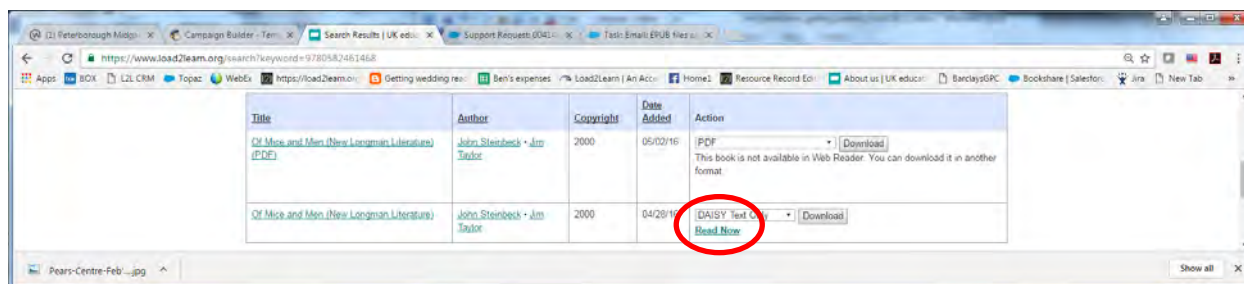 (1) Peterborough Midgi
Campaign Builder - Tem
Search Results | UK educ
Support Request: 0041
Task: Email: EPUB files
https://www.load2learn.org/search?keyword=9780582461468
Apps
BOX
L2L CRM
Topaz
WebEx
https://load2learn.or
Getting wedding rea
Ben's expenses
Load2Learn | An Acce
Home1
Resource Record Edi
About us | UK educat
BarclaysGPC
Bookshare | Salesfor
Jira
New Tab
»
Title
Author
Copyright
Date
Added
Action
Of Mice and Men (New Longman Literature)
(PDF)
John Steinbeck · Jim
Taylor
2000
05/02/16
PDF
Download
This book is not available in Web Reader. You can download it in another
format.
Of Mice and Men (New Longman Literature)
John Steinbeck · Jim
Taylor
2000
04/28/16
DAISY Text Only
Download
Read Now
Pears-Centre-Feb'....jpg
Show all